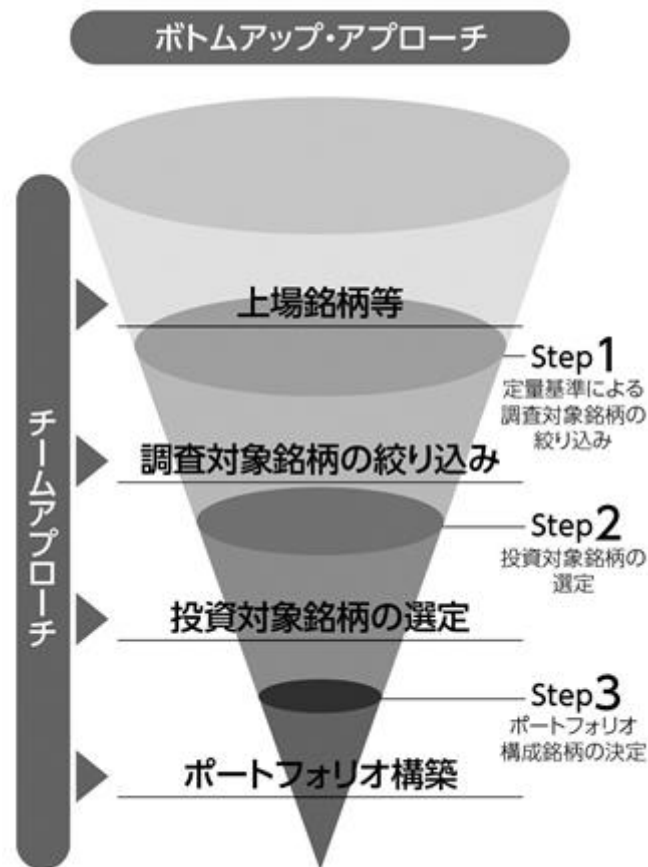 ボトムアップ・アプローチ
チームアプローチ
上場銘柄等
Step1
定量基準による
調査対象銘柄の
絞り込み
調査対象銘柄の絞り込み
Step2
投資対象銘柄の
選定
投資対象銘柄の選定
Step3
ポートフォリオ
構成銘柄の決定
ポートフォリオ構築